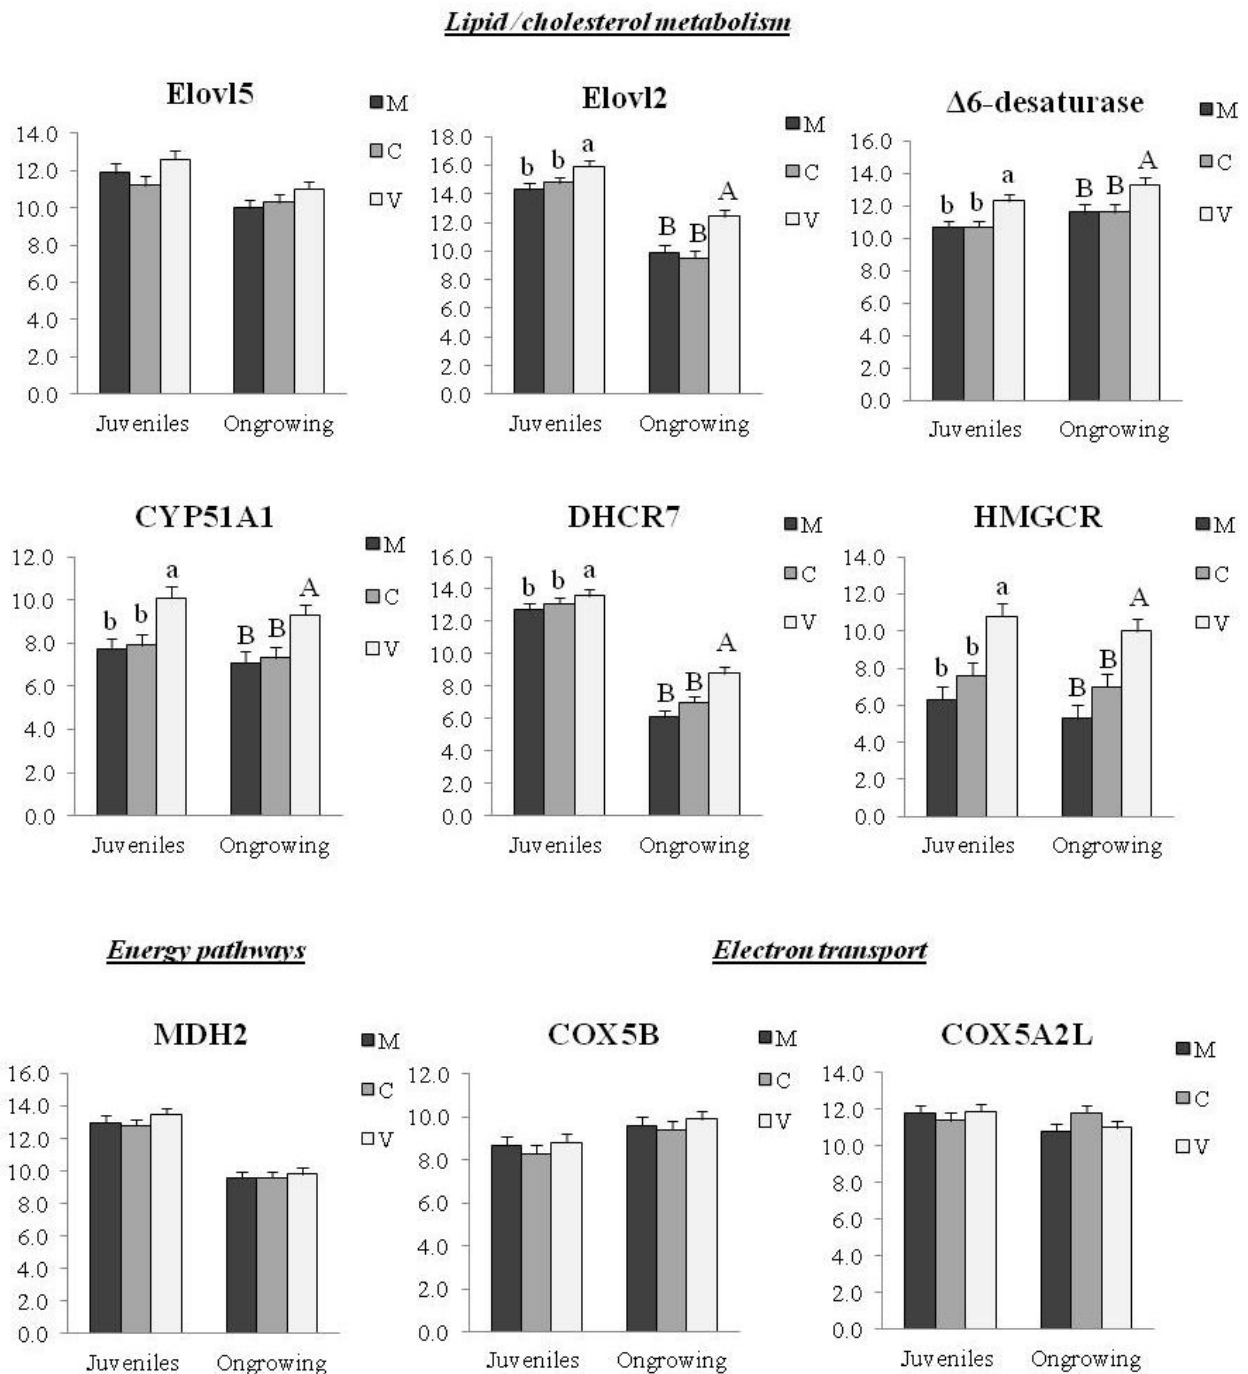 Lipid/cholesterol metabolism
Elovl5
M
C
V
14.0
12.0
10.0
8.0
6.0
4.0
2.0
0.0
Juveniles Ongrowing
Elovl2
M
C
V
18.0
16.0
14.0
12.0
10.0
8.0
6.0
4.0
2.0
0.0
b b a
B B A
Juveniles Ongrowing
Δ6-desaturase
M
C
V
16.0
14.0
12.0
10.0
8.0
6.0
4.0
2.0
0.0
b b a
B B A
Juveniles Ongrowing
CYP51A1
M
C
V
12.0
10.0
8.0
6.0
4.0
2.0
0.0
b b a
B B A
Juveniles Ongrowing
DHCR7
M
C
V
16.0
14.0
12.0
10.0
8.0
6.0
4.0
2.0
0.0
b b a
B B A
Juveniles Ongrowing
HMGCR
M
C
V
14.0
12.0
10.0
8.0
6.0
4.0
2.0
0.0
b b a
B B A
Juveniles Ongrowing
Energy pathways
Electron transport
MDH2
M
C
V
16.0
14.0
12.0
10.0
8.0
6.0
4.0
2.0
0.0
Juveniles Ongrowing
COX5B
M
C
V
12.0
10.0
8.0
6.0
4.0
2.0
0.0
Juveniles Ongrowing
COX5A2L
M
C
V
14.0
12.0
10.0
8.0
6.0
4.0
2.0
0.0
Juveniles Ongrowing